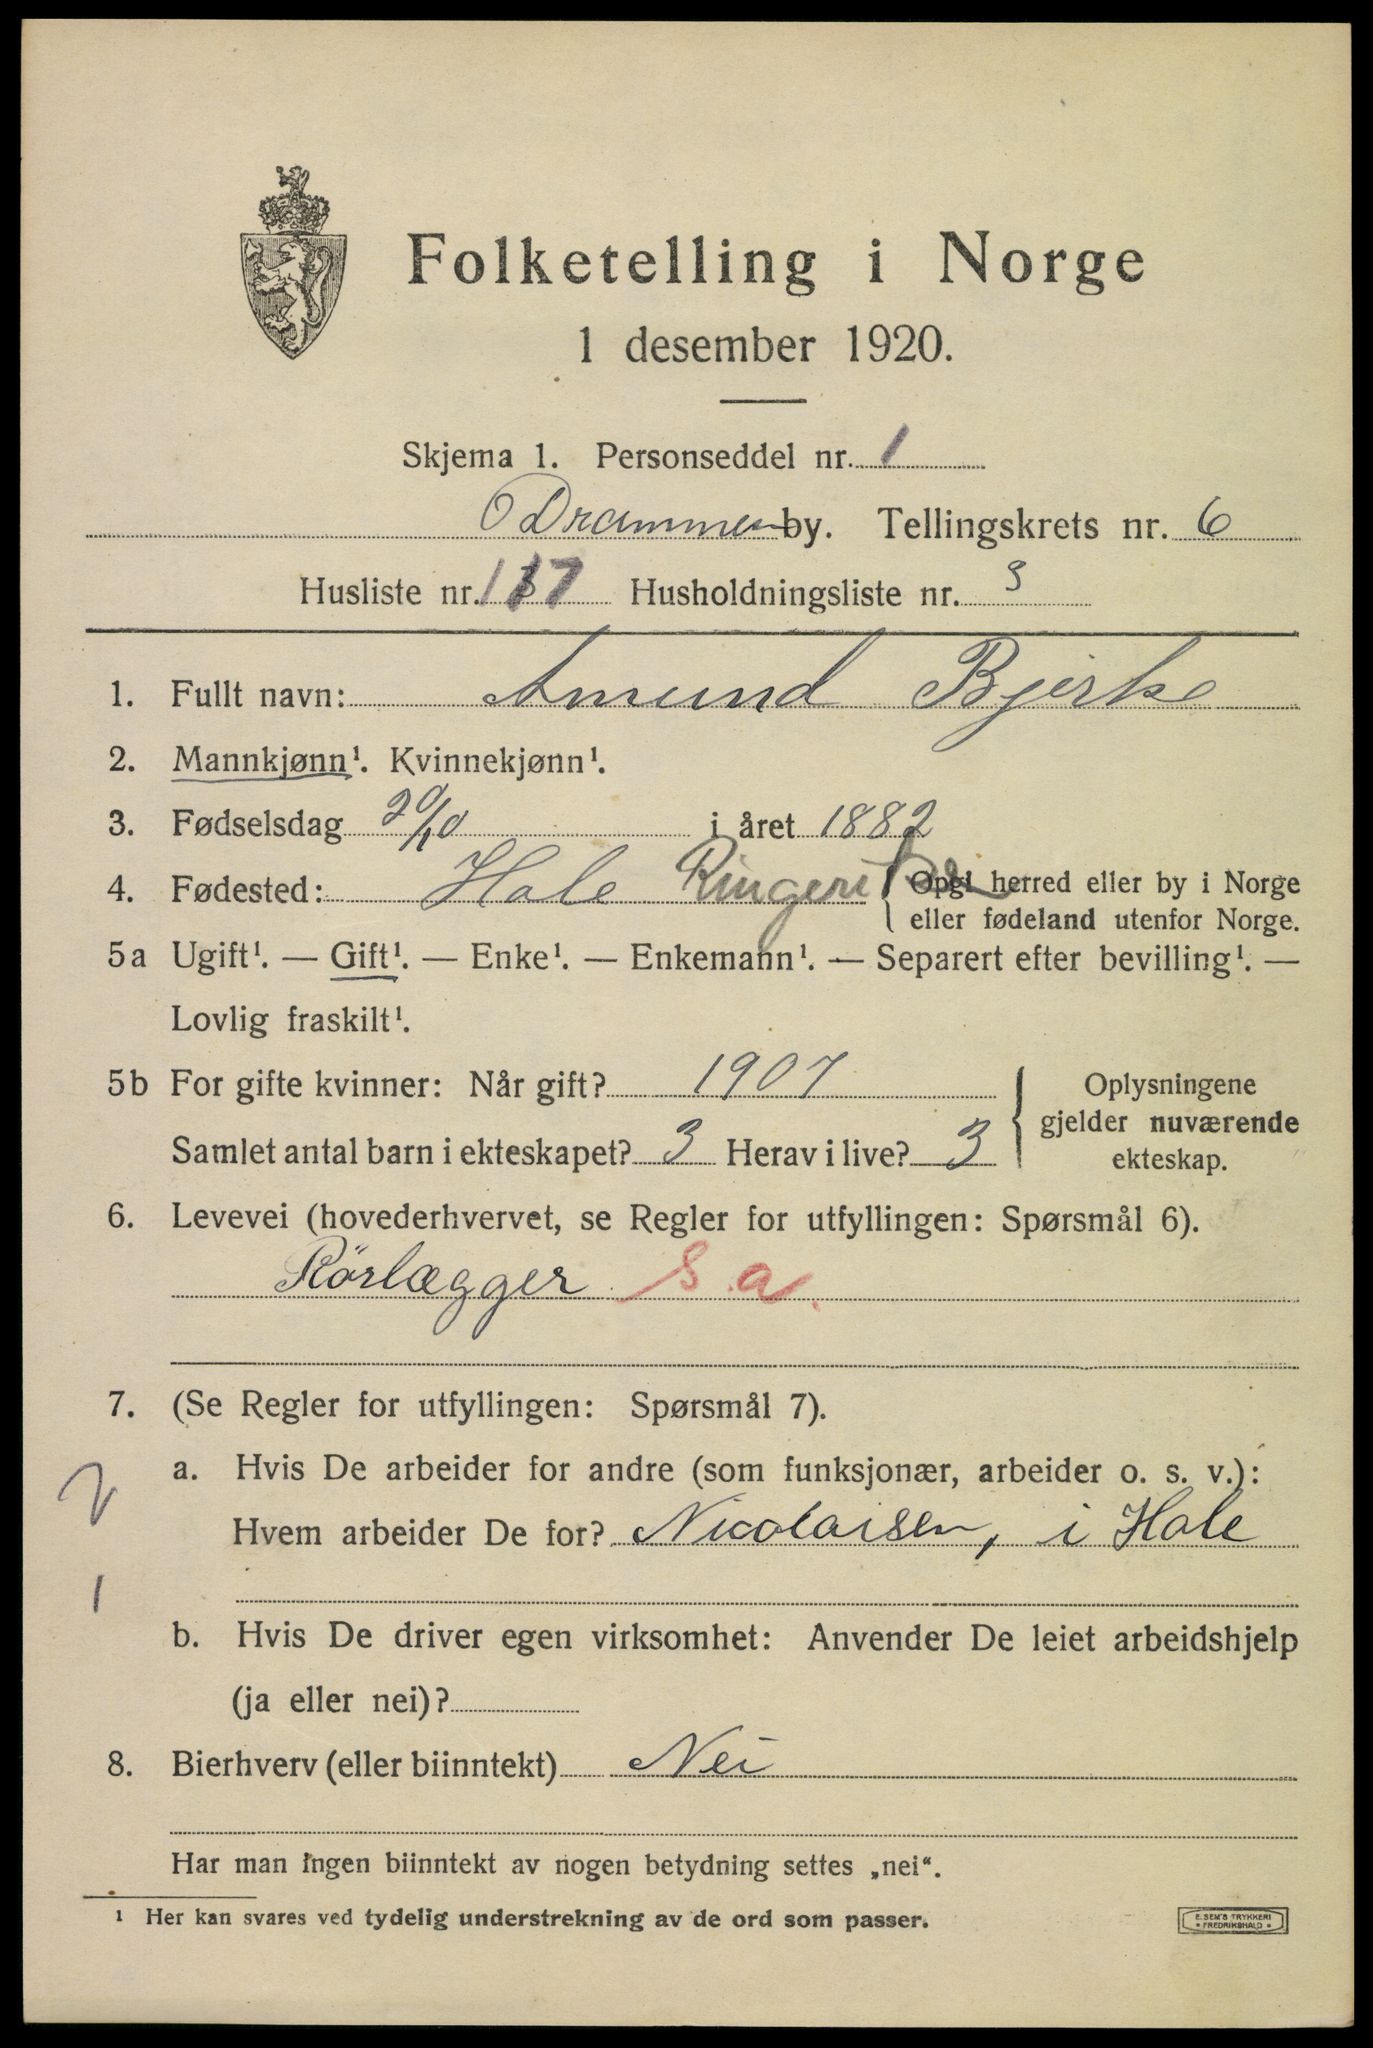 Folketelling i Norge
1 desember 1920.
Skjema 1. Personseddel nr. 1
Drammen by. Tellingskrets nr. 6
Husliste nr. Husholdningsliste nr. 3
1. Fullt navn: Amund Bjerke
2. Mannkjønn¹. Kvinnekjønn¹.
3. Fødselsdag 20/10 i året 1882
4. Fødested: Hole Ringerike { Opgi herred eller by i Norge
eller fødeland utenfor Norge.
5a Ugift¹. — Gift¹. — Enke¹. — Enkemann¹. — Separert efter bevilling¹. —
Lovlig fraskilt¹.
5b For gifte kvinner: Når gift? 1907
Samlet antal barn i ekteskapet? 3 Herav i live? 3
Oplysningene
gjelder nuværende
ekteskap.
6. Levevei (hovederhvervet, se Regler for utfyllingen: Spørsmål 6).
Rörlægger s.a.
7. (Se Regler for utfyllingen: Spørsmål 7).
a. Hvis De arbeider for andre (som funksjonær, arbeider o. s. v.):
Hvem arbeider De for? Nicolaisen, i Hole
1
b. Hvis De driver egen virksomhet: Anvender De leiet arbeidshjelp
(ja eller nei)?
8. Bierhverv (eller biinntekt) Nei
Har man ingen biinntekt av nogen betydning settes „nei“.
¹ Her kan svares ved tydelig understrekning av de ord som passer.
E. SEM'S TRYKKERI
* FREDRIKSHALD *